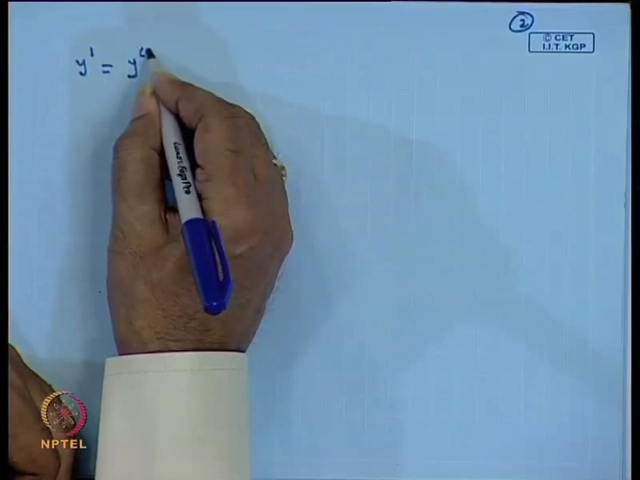 ②
© CET
I.I.T. KGP
y' = y
NPTEL